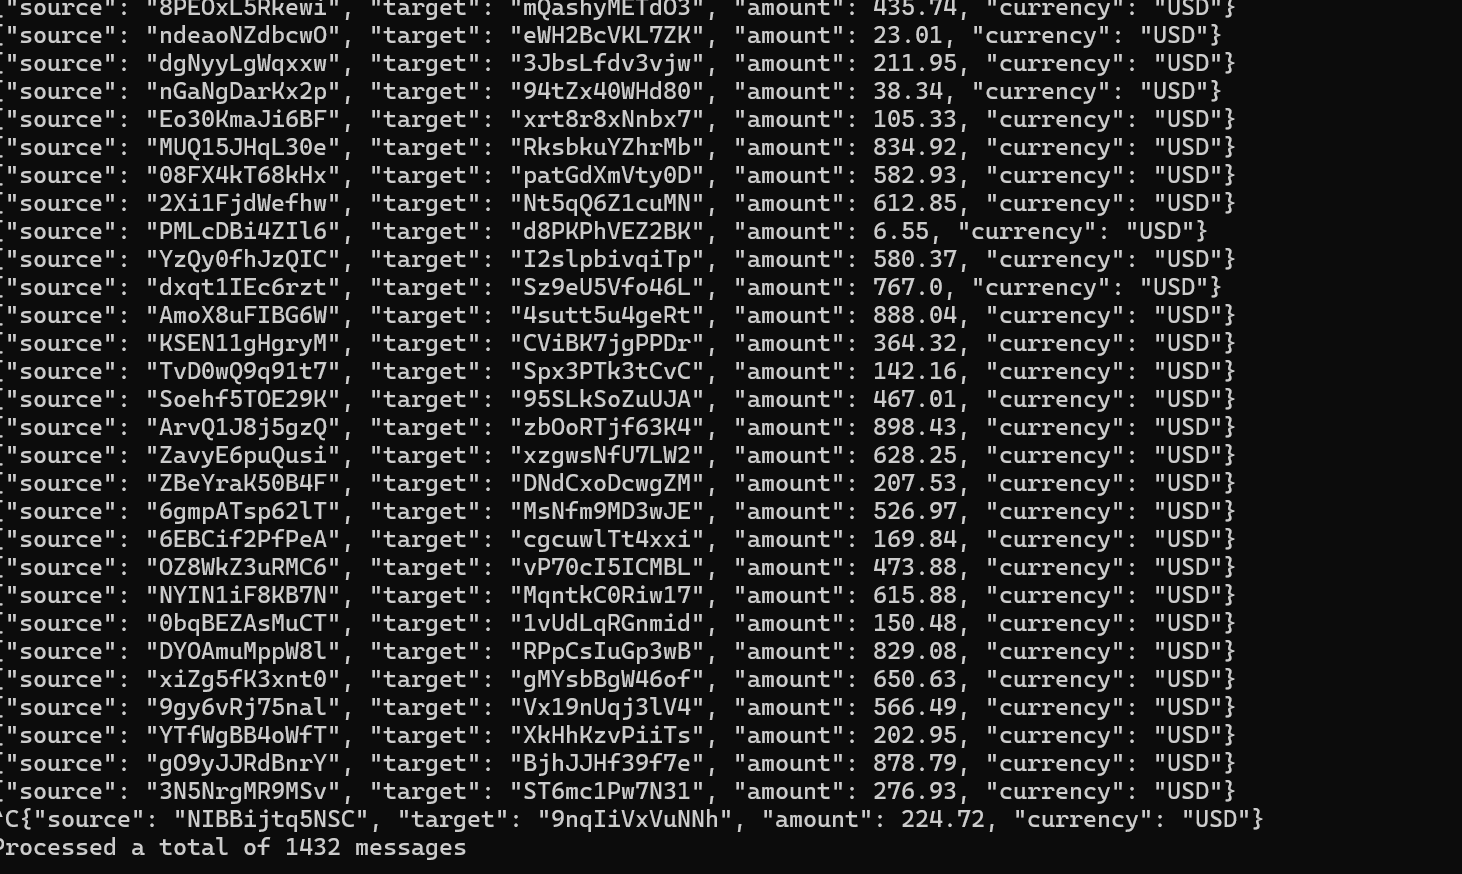 "source": "8PEOxL5Rkewi", "target": "mQashyMETdO3", "amount": 435.74, "currency": "USD"}
{"source": "ndeaoNZdbcwO", "target": "eWH2BcVKL7ZK", "amount": 23.01, "currency": "USD"}
{"source": "dgNyyLgWqxxw", "target": "3JbsLfdv3vjw", "amount": 211.95, "currency": "USD"}
{"source": "nGaNgDarKx2p", "target": "94tZx40WHd80", "amount": 38.34, "currency": "USD"}
{"source": "Eo30KmaJi6BF", "target": "xrt8r8xNnbx7", "amount": 105.33, "currency": "USD"}
{"source": "MUQ15JHqL30e", "target": "RksbkuYZhrMb", "amount": 834.92, "currency": "USD"}
{"source": "08FX4kT68kHx", "target": "patGdXmVty0D", "amount": 582.93, "currency": "USD"}
{"source": "2Xi1FjdWefhw", "target": "Nt5qQ6Z1cuMN", "amount": 612.85, "currency": "USD"}
{"source": "PMLcDBi4ZIl6", "target": "d8PKPhVEZ2BK", "amount": 6.55, "currency": "USD"}
{"source": "YzQy0fhJzQIC", "target": "I2slpbivqiTp", "amount": 580.37, "currency": "USD"}
{"source": "dxqt1IEc6rzt", "target": "Sz9eU5Vfo46L", "amount": 767.0, "currency": "USD"}
{"source": "AmoX8uFIBG6W", "target": "4sutt5u4geRt", "amount": 888.04, "currency": "USD"}
{"source": "KSEN11gHgryM", "target": "CViBK7jgPPDr", "amount": 364.32, "currency": "USD"}
{"source": "TvD0wQ9q91t7", "target": "Spx3PTk3tCvC", "amount": 142.16, "currency": "USD"}
{"source": "Soehf5TOE29K", "target": "95SLkSoZuUJA", "amount": 467.01, "currency": "USD"}
{"source": "ArvQ1J8j5gzQ", "target": "zbOoRTjf63K4", "amount": 898.43, "currency": "USD"}
{"source": "ZavyE6puQusi", "target": "xzgwsNfU7LW2", "amount": 628.25, "currency": "USD"}
{"source": "ZBeYraK50B4F", "target": "DNdCxoDcwgZM", "amount": 207.53, "currency": "USD"}
{"source": "6gmpATsp62lT", "target": "MsNfm9MD3wJE", "amount": 526.97, "currency": "USD"}
{"source": "6EBCif2PfPeA", "target": "cgcuwlTt4xxi", "amount": 169.84, "currency": "USD"}
{"source": "OZ8WkZ3uRMC6", "target": "vP70cI5ICMBL", "amount": 473.88, "currency": "USD"}
{"source": "NYIN1iF8KB7N", "target": "MqntkC0Riw17", "amount": 615.88, "currency": "USD"}
{"source": "0bqBEZAsMuCT", "target": "1vUdLqRGnmid", "amount": 150.48, "currency": "USD"}
{"source": "DYOAmuMppW8l", "target": "RPpCsIuGp3wB", "amount": 829.08, "currency": "USD"}
{"source": "xiZg5fK3xnt0", "target": "gMYsbBgW46of", "amount": 650.63, "currency": "USD"}
{"source": "9gy6vRj75nal", "target": "Vx19nUqj3lV4", "amount": 566.49, "currency": "USD"}
{"source": "YTfWgBB4oWfT", "target": "XkHhKzvPiiTs", "amount": 202.95, "currency": "USD"}
{"source": "gO9yJJRdBnrY", "target": "BjhJJHf39f7e", "amount": 878.79, "currency": "USD"}
{"source": "3N5NrgMR9MSv", "target": "ST6mc1Pw7N31", "amount": 276.93, "currency": "USD"}
^C{"source": "NIBBijtq5NSC", "target": "9nqIiVxVuNNh", "amount": 224.72, "currency": "USD"}
Processed a total of 1432 messages